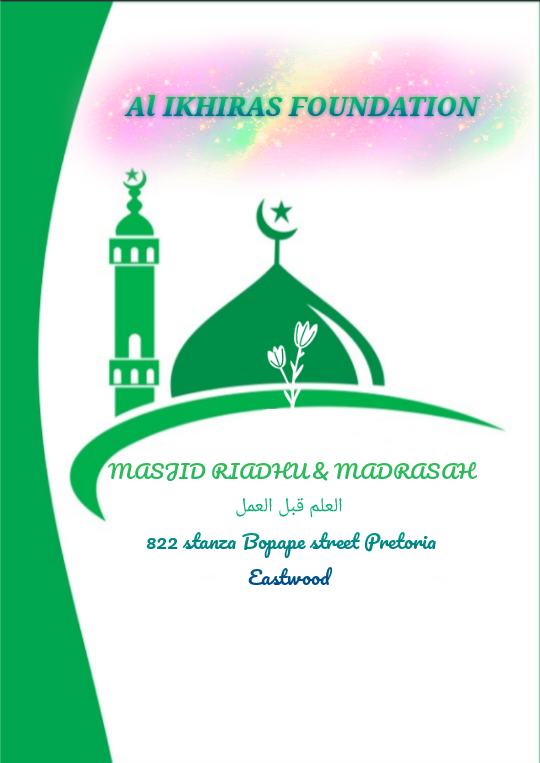 Al IKHIRAS FOUNDATION
MASJID RIADHU & MADRASAH
العلم قبل العمل
822 stanza Bopape street Pretoria
Eastwood